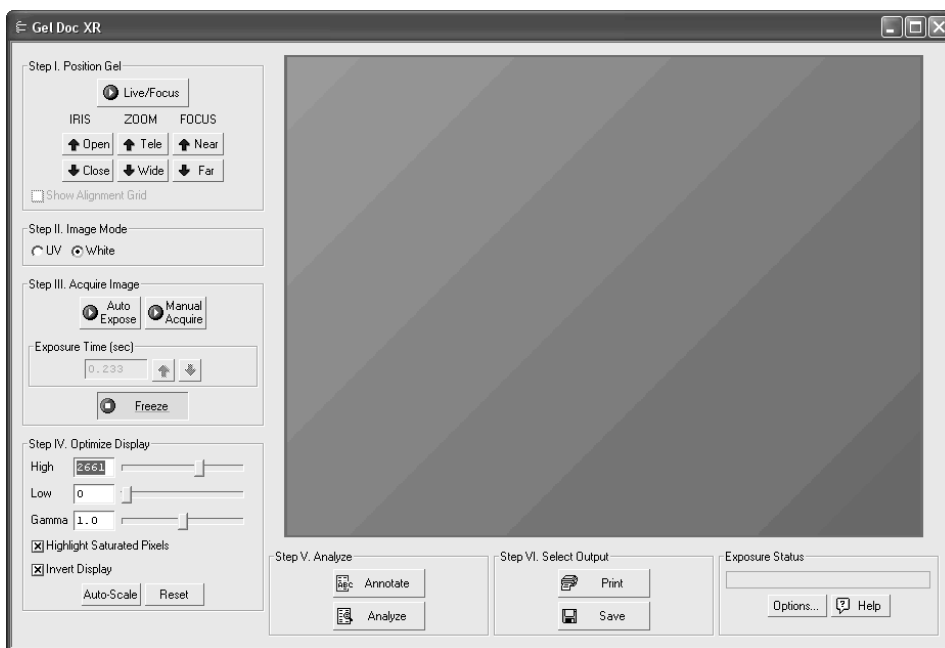 Gel Doc XR
Step I. Position Gel
Live/Focus
IRIS ZOOM FOCUS
Open Tele Near
Close Wide Far
Show Alignment Grid
Step II. Image Mode
UV White
Step III. Acquire Image
Auto Expose
Manual Acquire
Exposure Time (sec)
0.233
Freeze
Step IV. Optimize Display
High 2661
Low 0
Gamma 1.0
Highlight Saturated Pixels
Invert Display
Auto-Scale Reset
Step V. Analyze
ABC Annotate
Analyze
Step VI. Select Output
Print
Save
Exposure Status
Options... ? Help